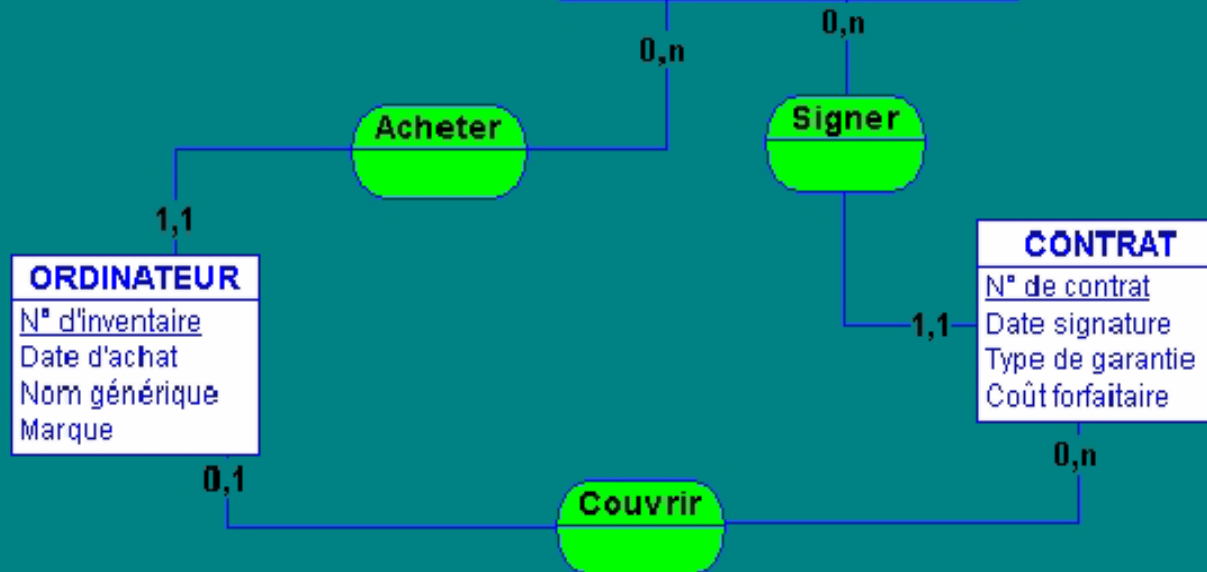 0,n
0,n
Acheter
Signer
1,1
ORDINATEUR
N° d'inventaire
Date d'achat
Nom générique
Marque
CONTRAT
N° de contrat
Date signature
Type de garantie
Coût forfaitaire
1,1
0,1
0,n
Couvrir